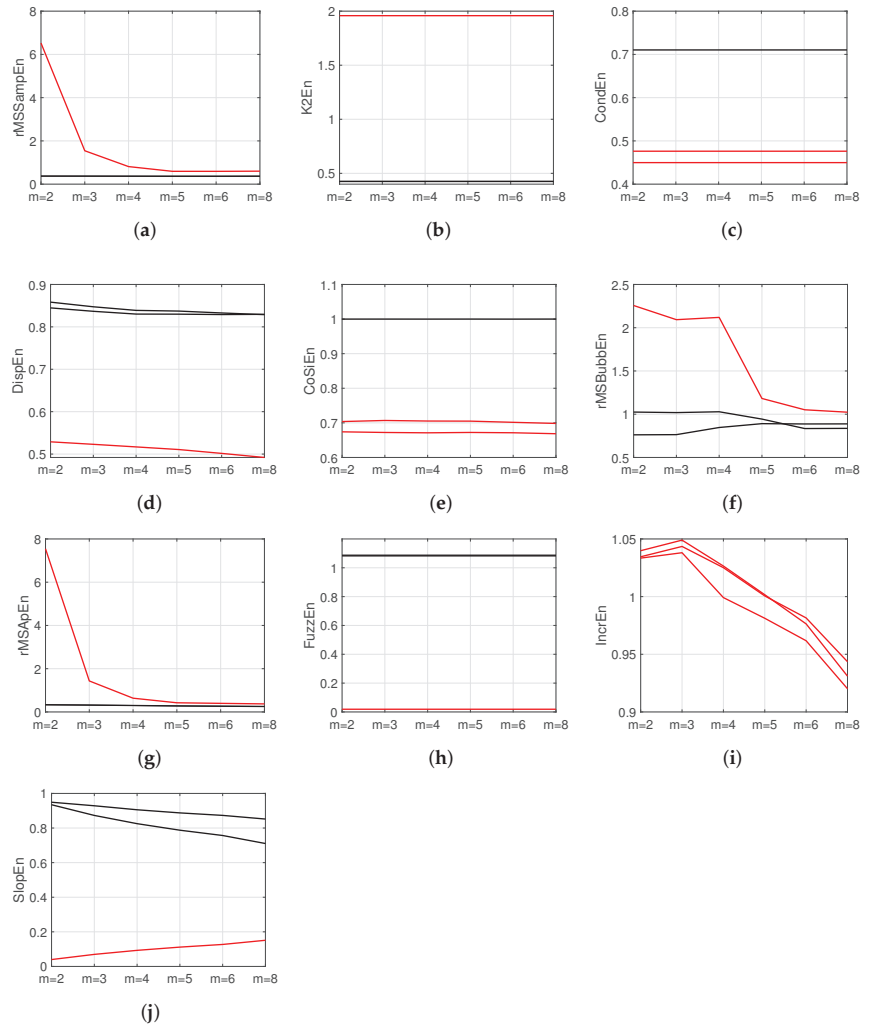 8
6
4
2
0
rMSSampEn
m=2 m=3 m=4 m=5 m=6 m=8
(a)
2
1.5
1
0.5
K2En
m=2 m=3 m=4 m=5 m=6 m=8
(b)
0.8
0.7
0.6
0.5
0.4
CondEn
m=2 m=3 m=4 m=5 m=6 m=8
(c)
0.9
0.8
0.7
0.6
0.5
DispEn
m=2 m=3 m=4 m=5 m=6 m=8
(d)
1.1
1
0.9
0.8
0.7
0.6
CoSiEn
m=2 m=3 m=4 m=5 m=6 m=8
(e)
2.5
2
1.5
1
0.5
rMSBubbEn
m=2 m=3 m=4 m=5 m=6 m=8
(f)
8
6
4
2
0
rMSApEn
m=2 m=3 m=4 m=5 m=6 m=8
(g)
1
0.8
0.6
0.4
0.2
0
FuzzEn
m=2 m=3 m=4 m=5 m=6 m=8
(h)
1.05
1
0.95
0.9
IncrEn
m=2 m=3 m=4 m=5 m=6 m=8
(i)
1
0.8
0.6
0.4
0.2
0
SlopEn
m=2 m=3 m=4 m=5 m=6 m=8
(j)